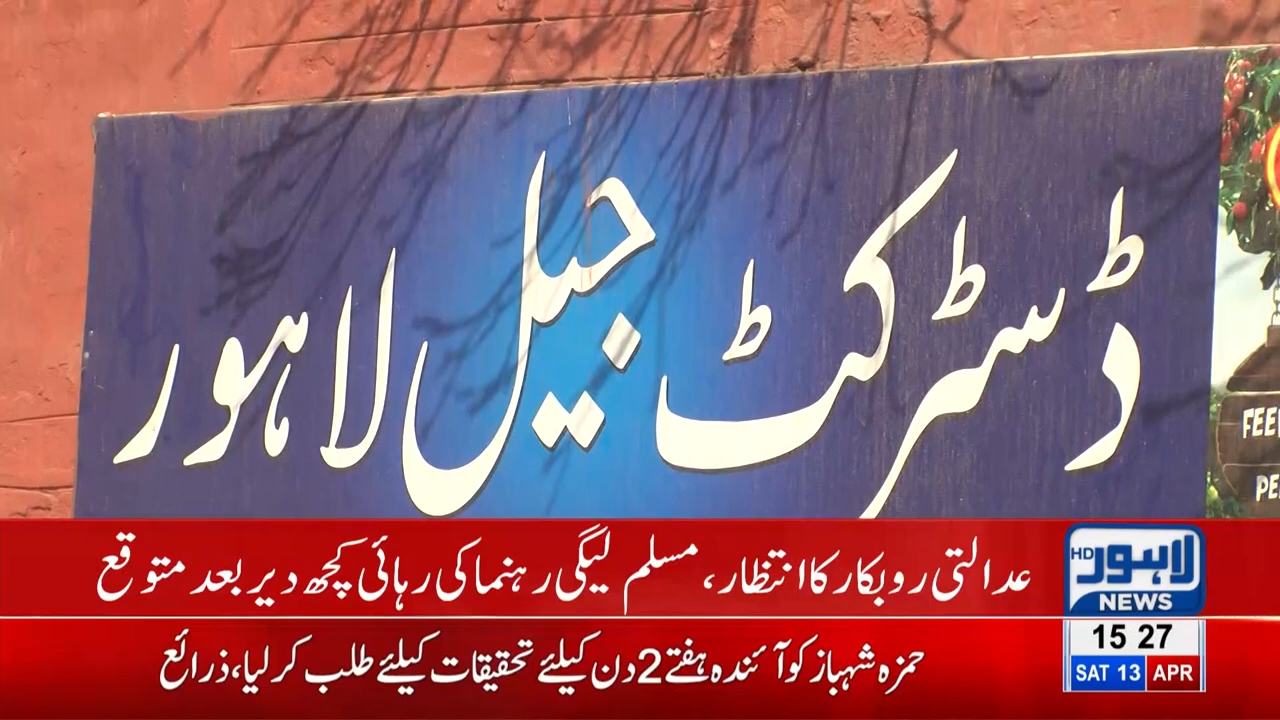 ڈسٹرکٹ جیل لاہور
FEE
PE
عدالتی روبکار کا انتظار، مسلم لیگی رہنما کی رہائی کچھ دیر بعد متوقع
HD لاہور
NEWS
15 27
SAT 13 APR
حمزہ شہباز کو آئندہ ہفتے 2 دن کیلئے تحقیقات کیلئے طلب کر لیا، ذرائع